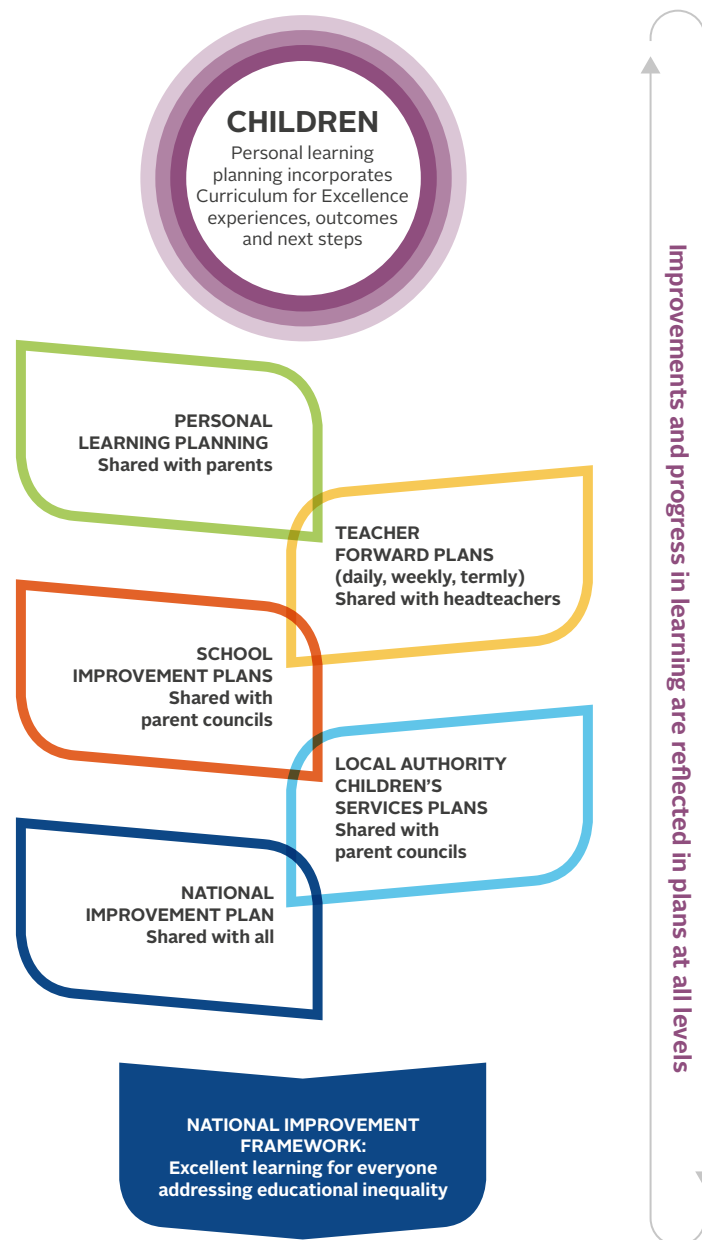 CHILDREN
Personal learning
planning incorporates
Curriculum for Excellence
experiences, outcomes
and next steps
PERSONAL
LEARNING PLANNING
Shared with parents
TEACHER
FORWARD PLANS
(daily, weekly, termly)
Shared with headteachers
SCHOOL
IMPROVEMENT PLANS
Shared with
parent councils
LOCAL AUTHORITY
CHILDREN’S
SERVICES PLANS
Shared with
parent councils
NATIONAL
IMPROVEMENT PLAN
Shared with all
NATIONAL IMPROVEMENT
FRAMEWORK:
Excellent learning for everyone
addressing educational inequality
Improvements and progress in learning are reflected in plans at all levels